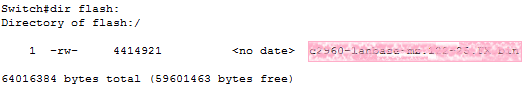 Switch#dir flash:
Directory of flash:/
1 -rw- 4414921 <no date>
64016384 bytes total (59601463 bytes free)